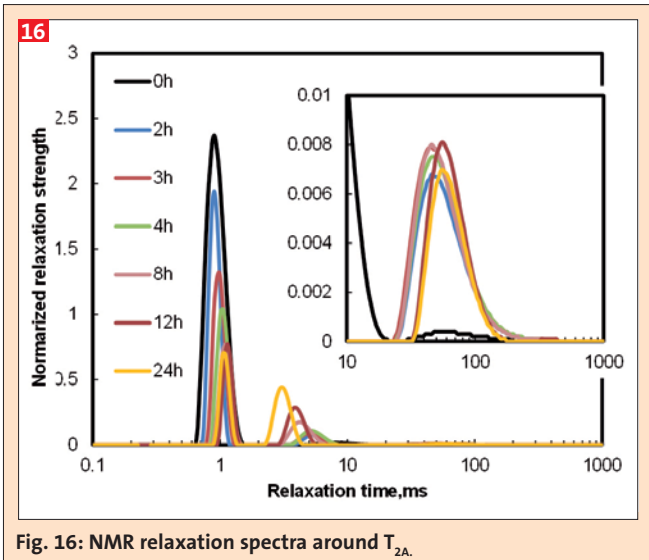 16
3
2.5
2
1.5
1
0.5
0
Normarized relaxation strength
0h
2h
3h
4h
8h
12h
24h
0.01
0.008
0.006
0.004
0.002
0
10 100 1000
0.1 1 10 100 1000
Relaxation time,ms
Fig. 16: NMR relaxation spectra around T2A.